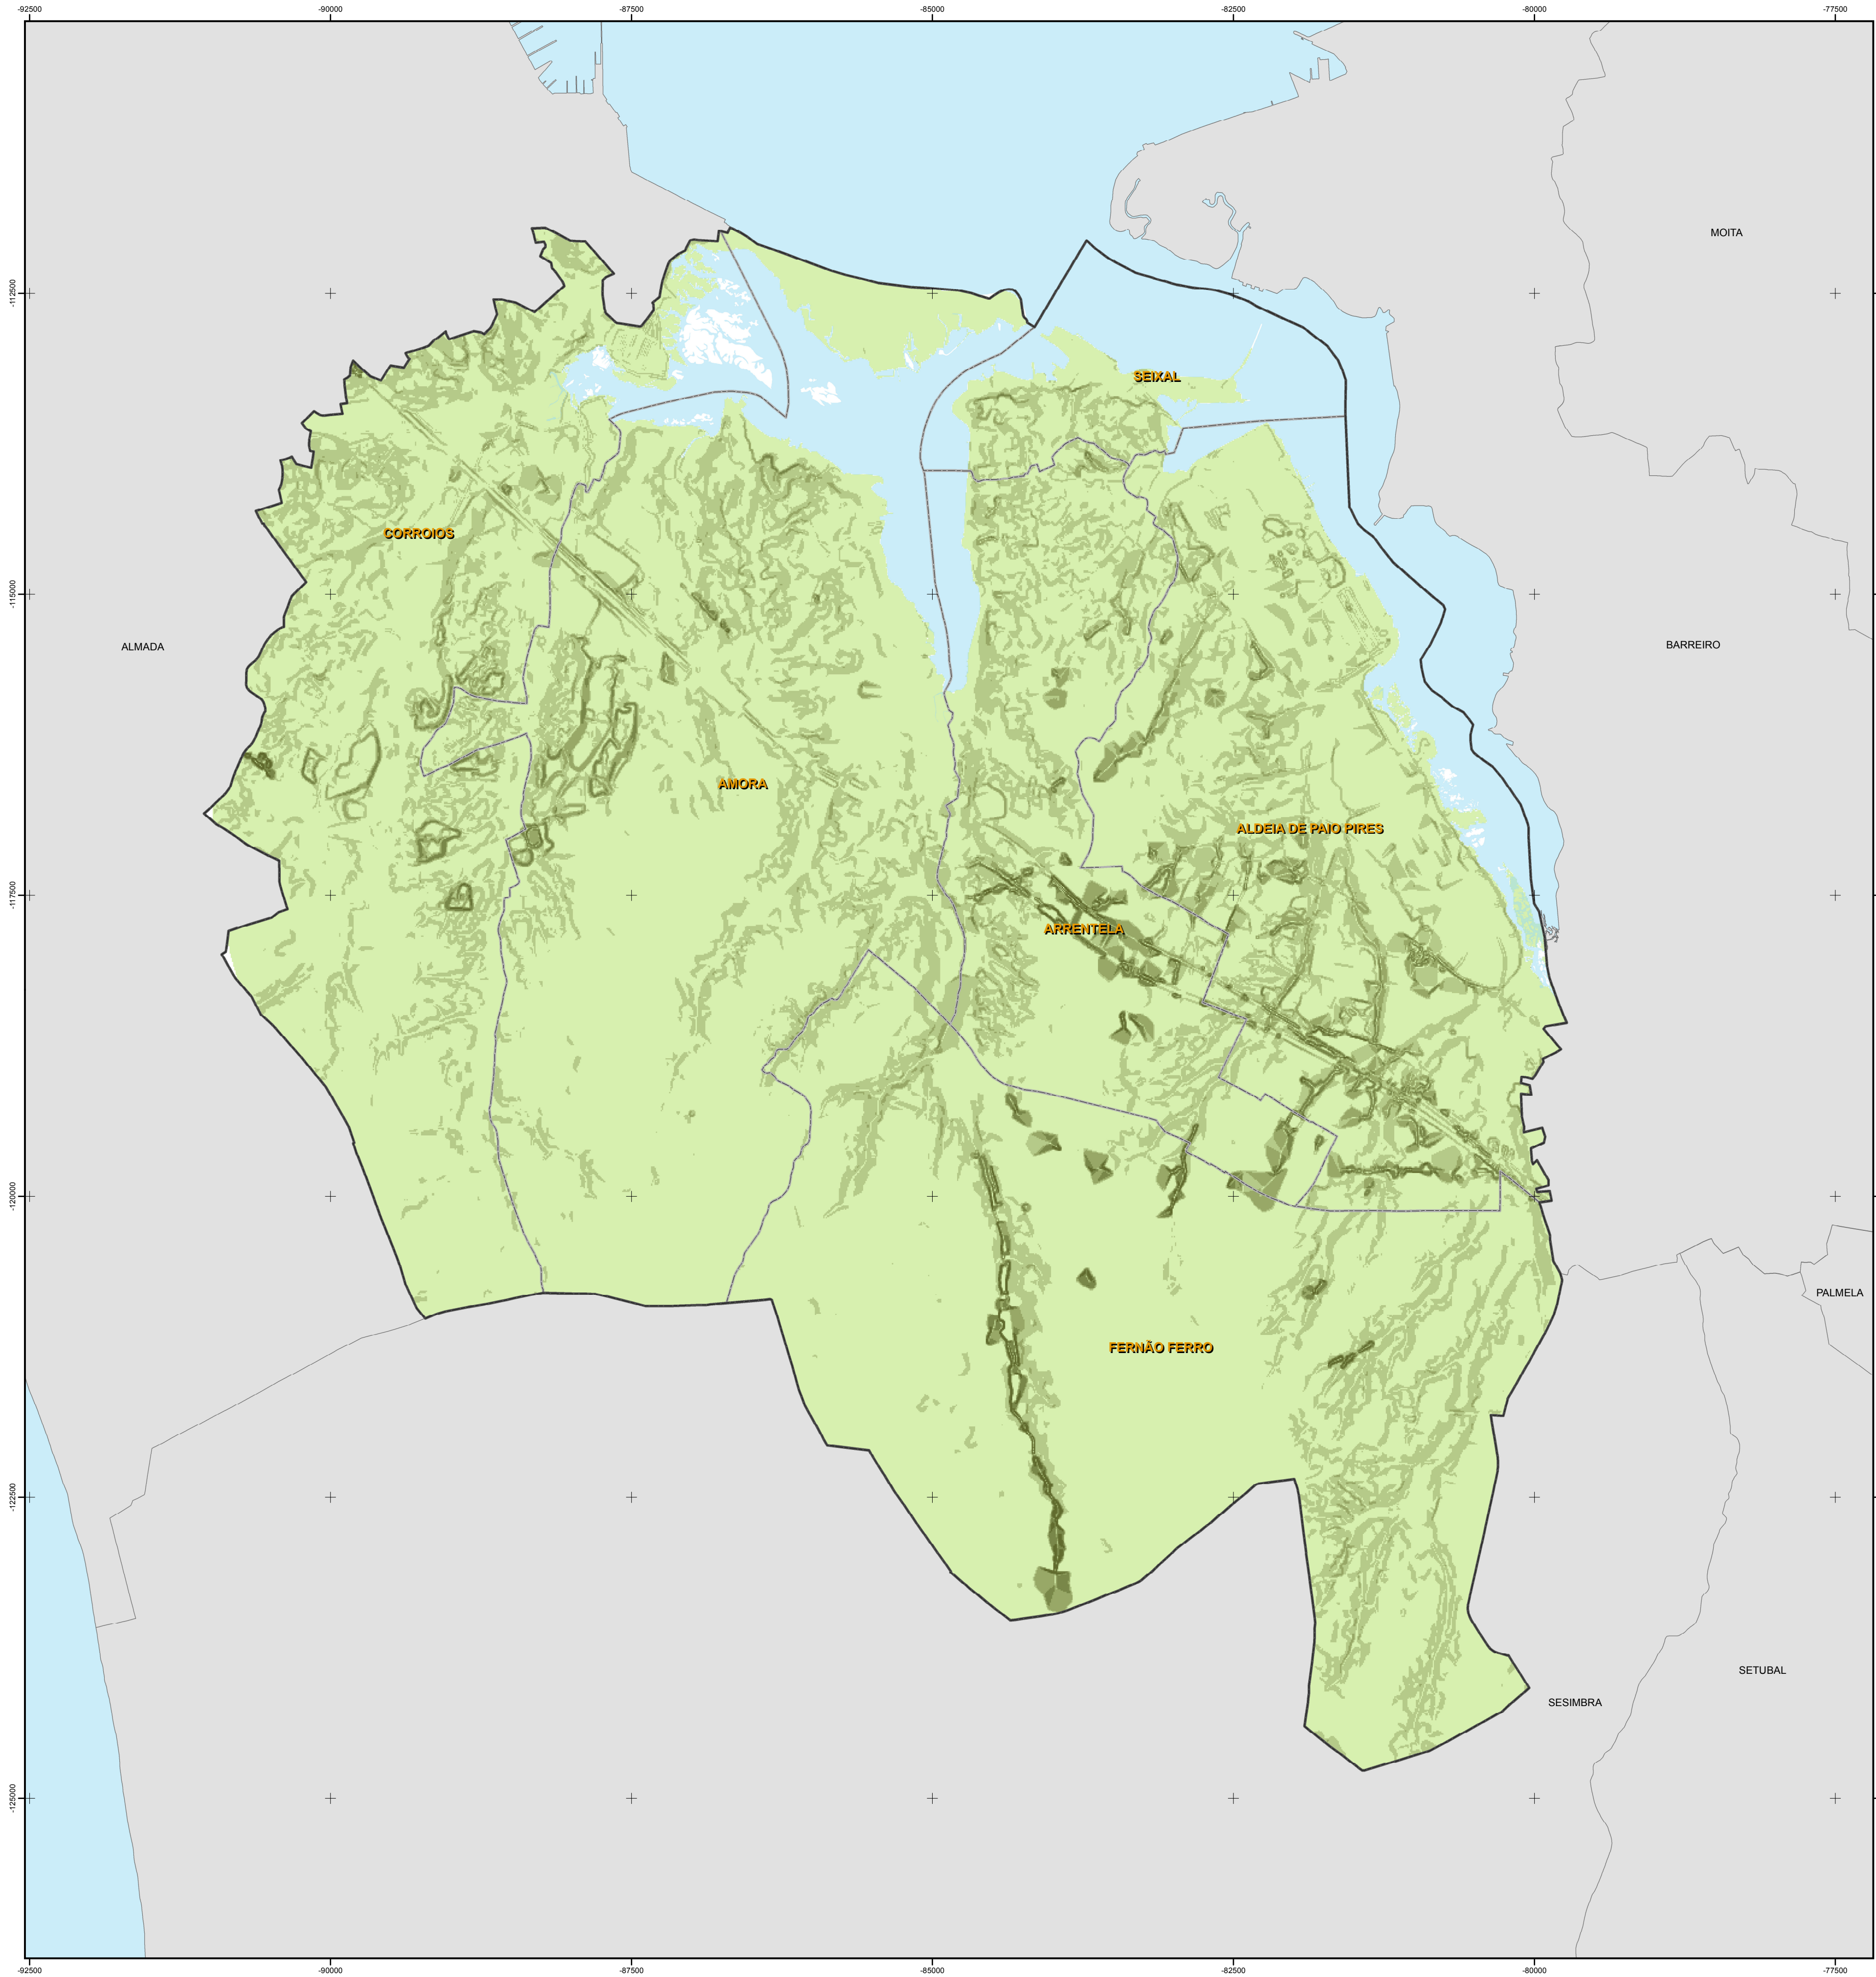 -92500 -90000 -87500 -85000 -82500 -80000 -77500
MOITA
-112500
SEIXAL
CORROIOS
-115000
ALMADA
BARREIRO
AMORA
ALDEIA DE PAIO PIRES
-117500
ARRENTELA
-120000
PALMELA
FERNÃO FERRO
-122500
SETUBAL
SESIMBRA
-125000
-92500 -90000 -87500 -85000 -82500 -80000 -77500